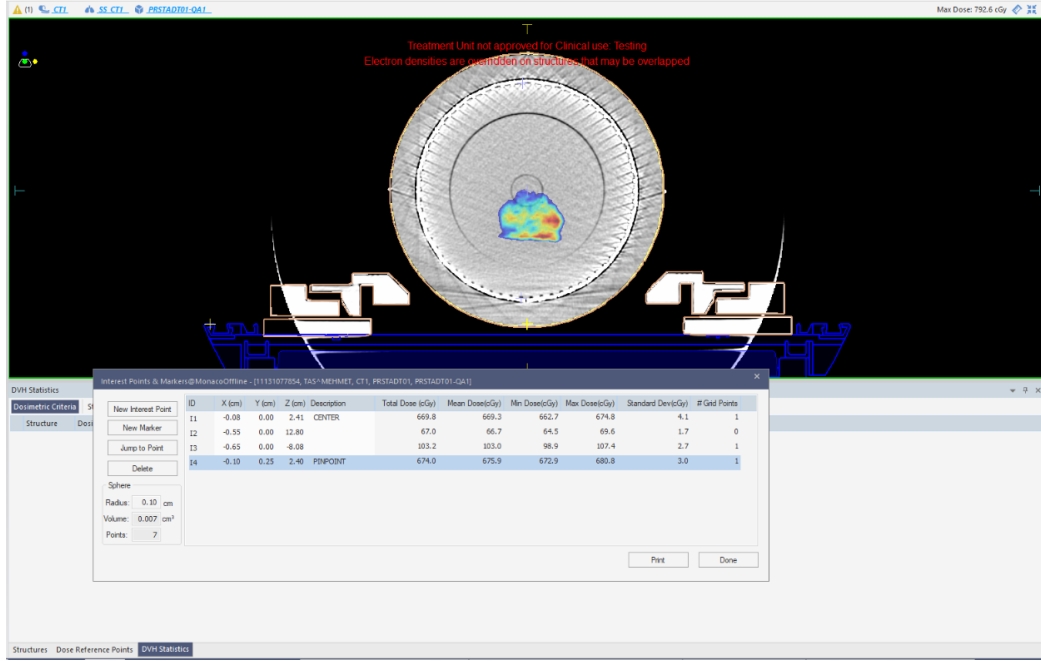 (1) CT1 SS_CT1 PRSTADT01-QA1 Max Dose: 792.6 cGy
Treatment Unit not approved for Clinical use. Testing
Electron densities are overridden on structures that may be overlapped
DVH Statistics
Interest Points & Markers@MonacoOffline - [11131077854, TAS^MEHMET, CT1, PRSTADT01, PRSTADT01-QA1]
Dosimetric Criteria
Structure
New Interest Point
New Marker
Jump to Point
Delete
Sphere
Radius: 0.10 cm
Volume: 0.007 cm³
Points: 7
ID X (cm) Y (cm) Z (cm) Description Total Dose (cGy) Mean Dose(cGy) Min Dose(cGy) Max Dose(cGy) Standard Dev(cGy) # Grid Points
I1 -0.08 0.00 2.41 CENTER 669.8 669.3 662.7 674.8 4.1 1
I2 -0.55 0.00 12.80 67.0 66.7 64.5 69.6 1.7 0
I3 -0.65 0.00 -8.08 103.2 103.0 98.9 107.4 2.7 1
I4 -0.10 0.25 2.40 PINPOINT 674.0 675.9 672.9 680.8 3.0 1
Print Done
Structures Dose Reference Points DVH Statistics